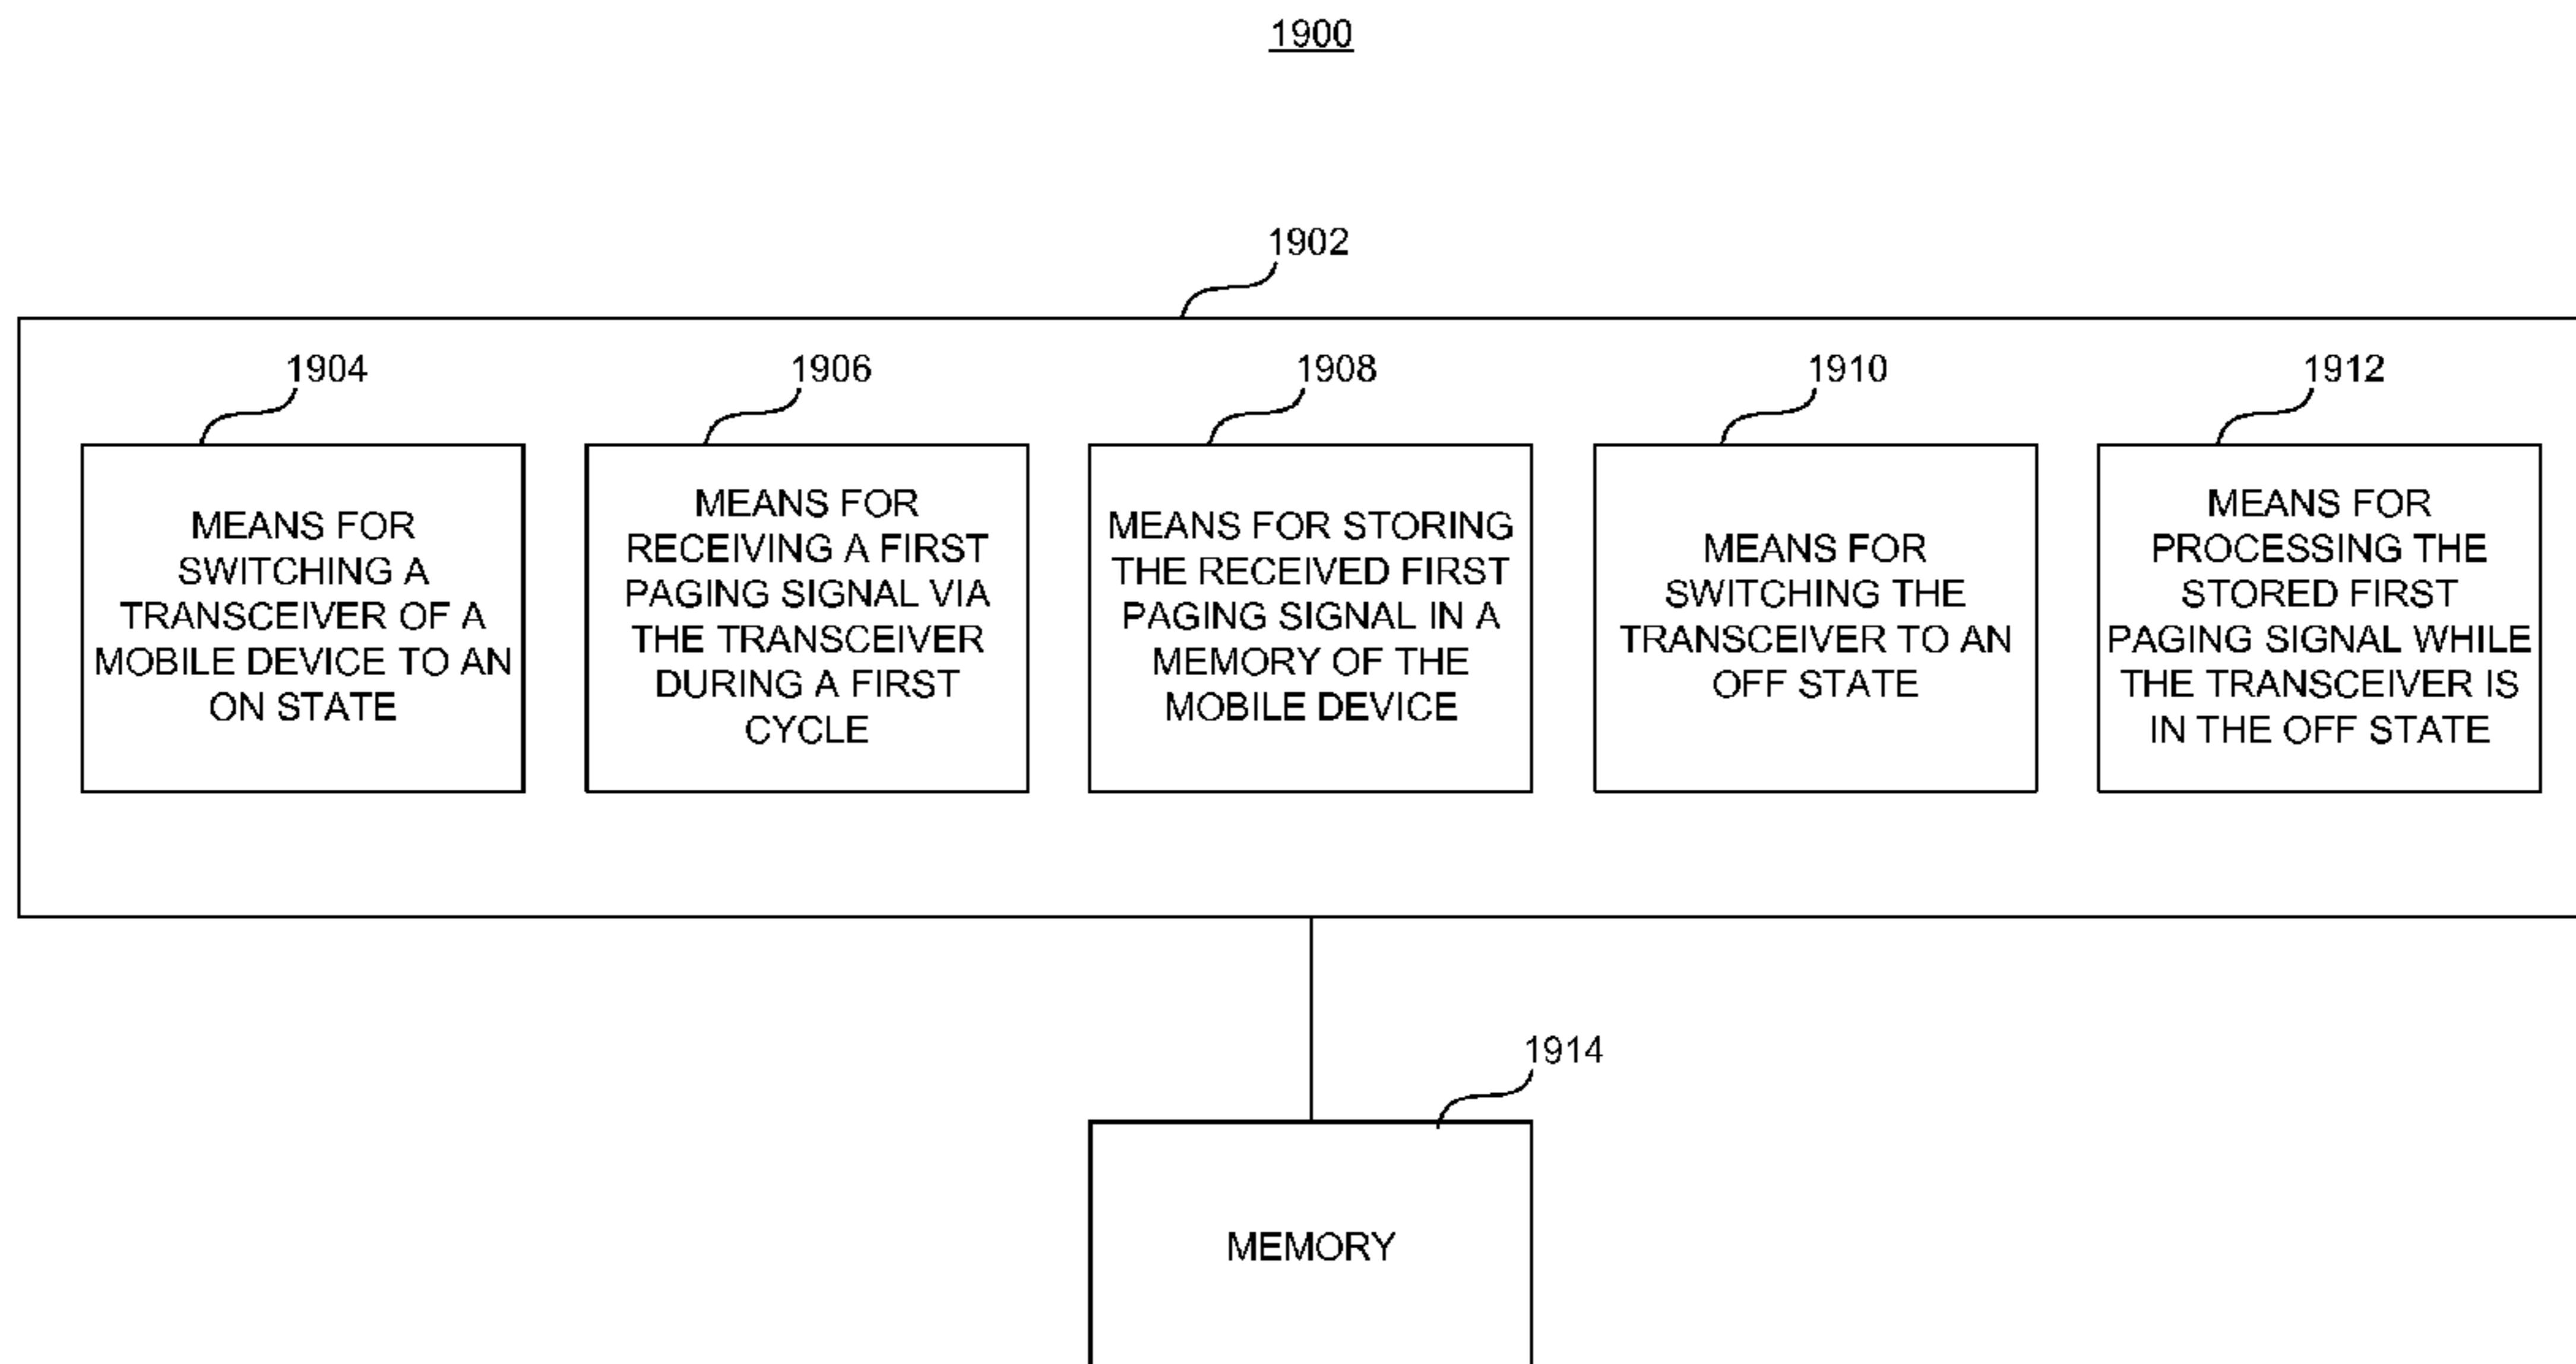 1900
1902
1904
1906
1908
1910
1912
MEANS FOR
SWITCHING A
TRANSCEIVER OF A
MOBILE DEVICE TO AN
ON STATE
MEANS FOR
RECEIVING A FIRST
PAGING SIGNAL VIA
THE TRANSCEIVER
DURING A FIRST
CYCLE
MEANS FOR STORING
THE RECEIVED FIRST
PAGING SIGNAL IN A
MEMORY OF THE
MOBILE DEVICE
MEANS FOR
SWITCHING THE
TRANSCEIVER TO AN
OFF STATE
MEANS FOR
PROCESSING THE
STORED FIRST
PAGING SIGNAL WHILE
THE TRANSCEIVER IS
IN THE OFF STATE
1914
MEMORY